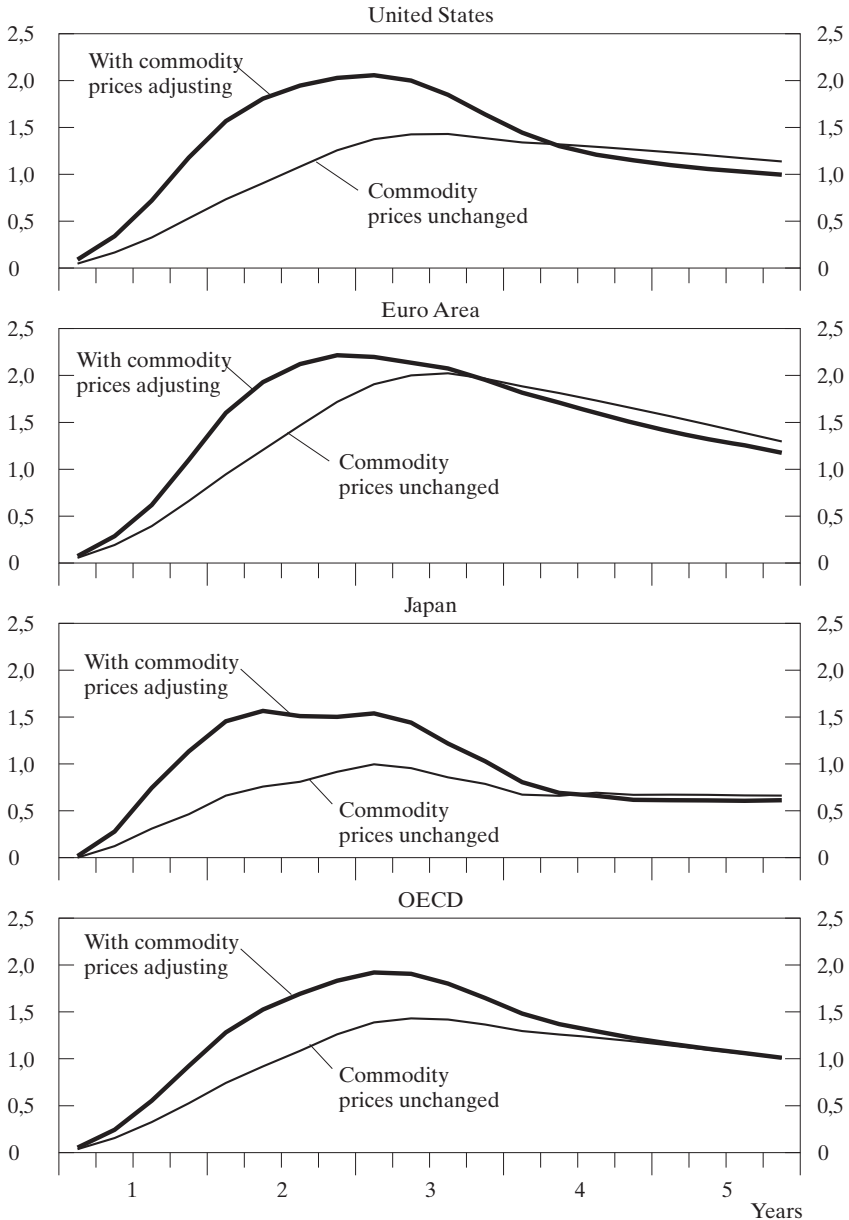 United States
2,5 2,5
With commodity
prices adjusting
2,0 2,0
1,5 1,5
1,0 1,0
Commodity
prices unchanged
0,5 0,5
0 0
Euro Area
2,5 2,5
With commodity
prices adjusting
2,0 2,0
1,5 1,5
Commodity
prices unchanged
1,0 1,0
0,5 0,5
0 0
Japan
2,5 2,5
With commodity
prices adjusting
2,0 2,0
1,5 1,5
1,0 1,0
Commodity
prices unchanged
0,5 0,5
0 0
OECD
2,5 2,5
With commodity
prices adjusting
2,0 2,0
1,5 1,5
1,0 1,0
Commodity
prices unchanged
0,5 0,5
0 0
1 2 3 4 5
Years